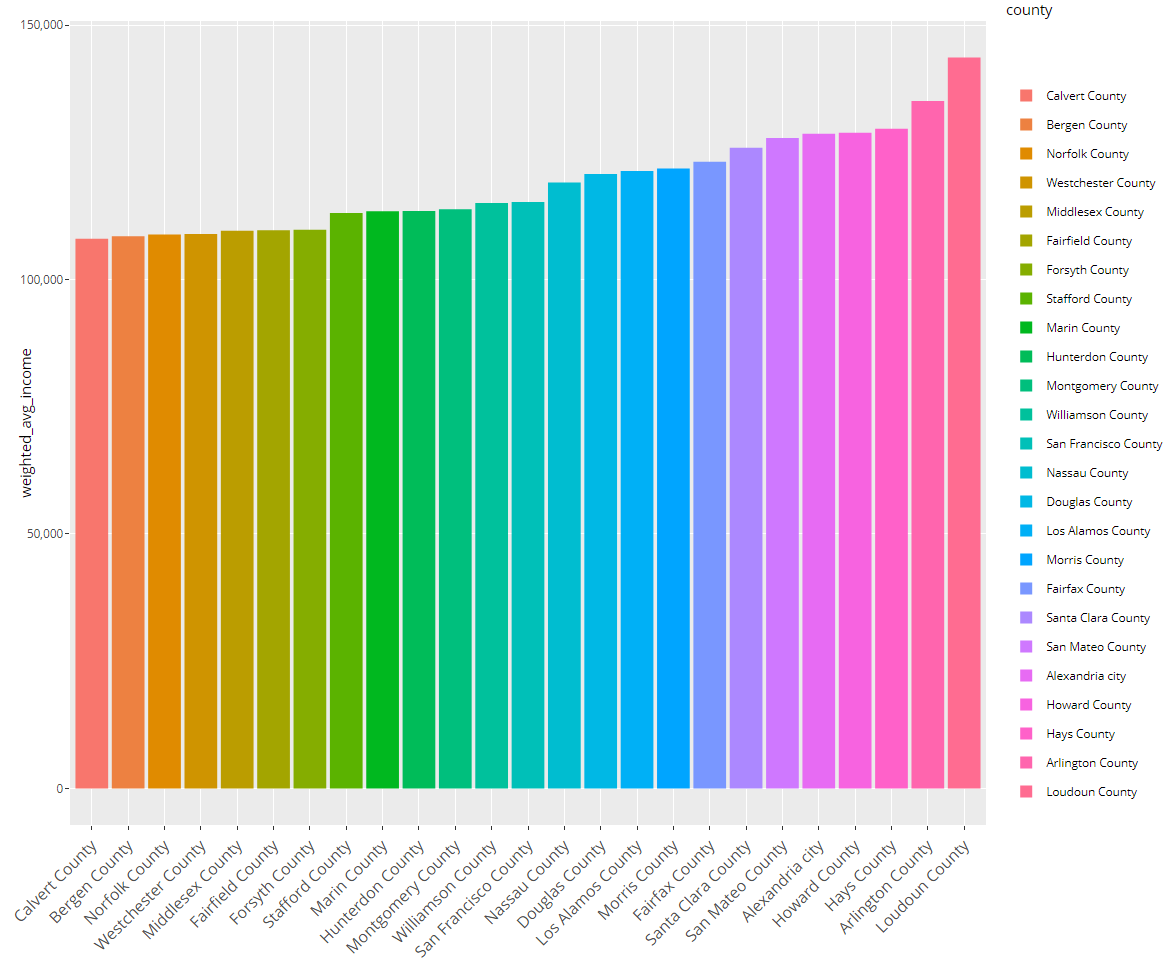 county
150,000
100,000
50,000
0
weighted_avg_income
Calvert County
Bergen County
Norfolk County
Westchester County
Middlesex County
Fairfield County
Forsyth County
Stafford County
Marin County
Hunterdon County
Montgomery County
Williamson County
San Francisco County
Nassau County
Douglas County
Los Alamos County
Morris County
Fairfax County
Santa Clara County
San Mateo County
Alexandria city
Howard County
Hays County
Arlington County
Loudoun County
Calvert County
Bergen County
Norfolk County
Westchester County
Middlesex County
Fairfield County
Forsyth County
Stafford County
Marin County
Hunterdon County
Montgomery County
Williamson County
San Francisco County
Nassau County
Douglas County
Los Alamos County
Morris County
Fairfax County
Santa Clara County
San Mateo County
Alexandria city
Howard County
Hays County
Arlington County
Loudoun County